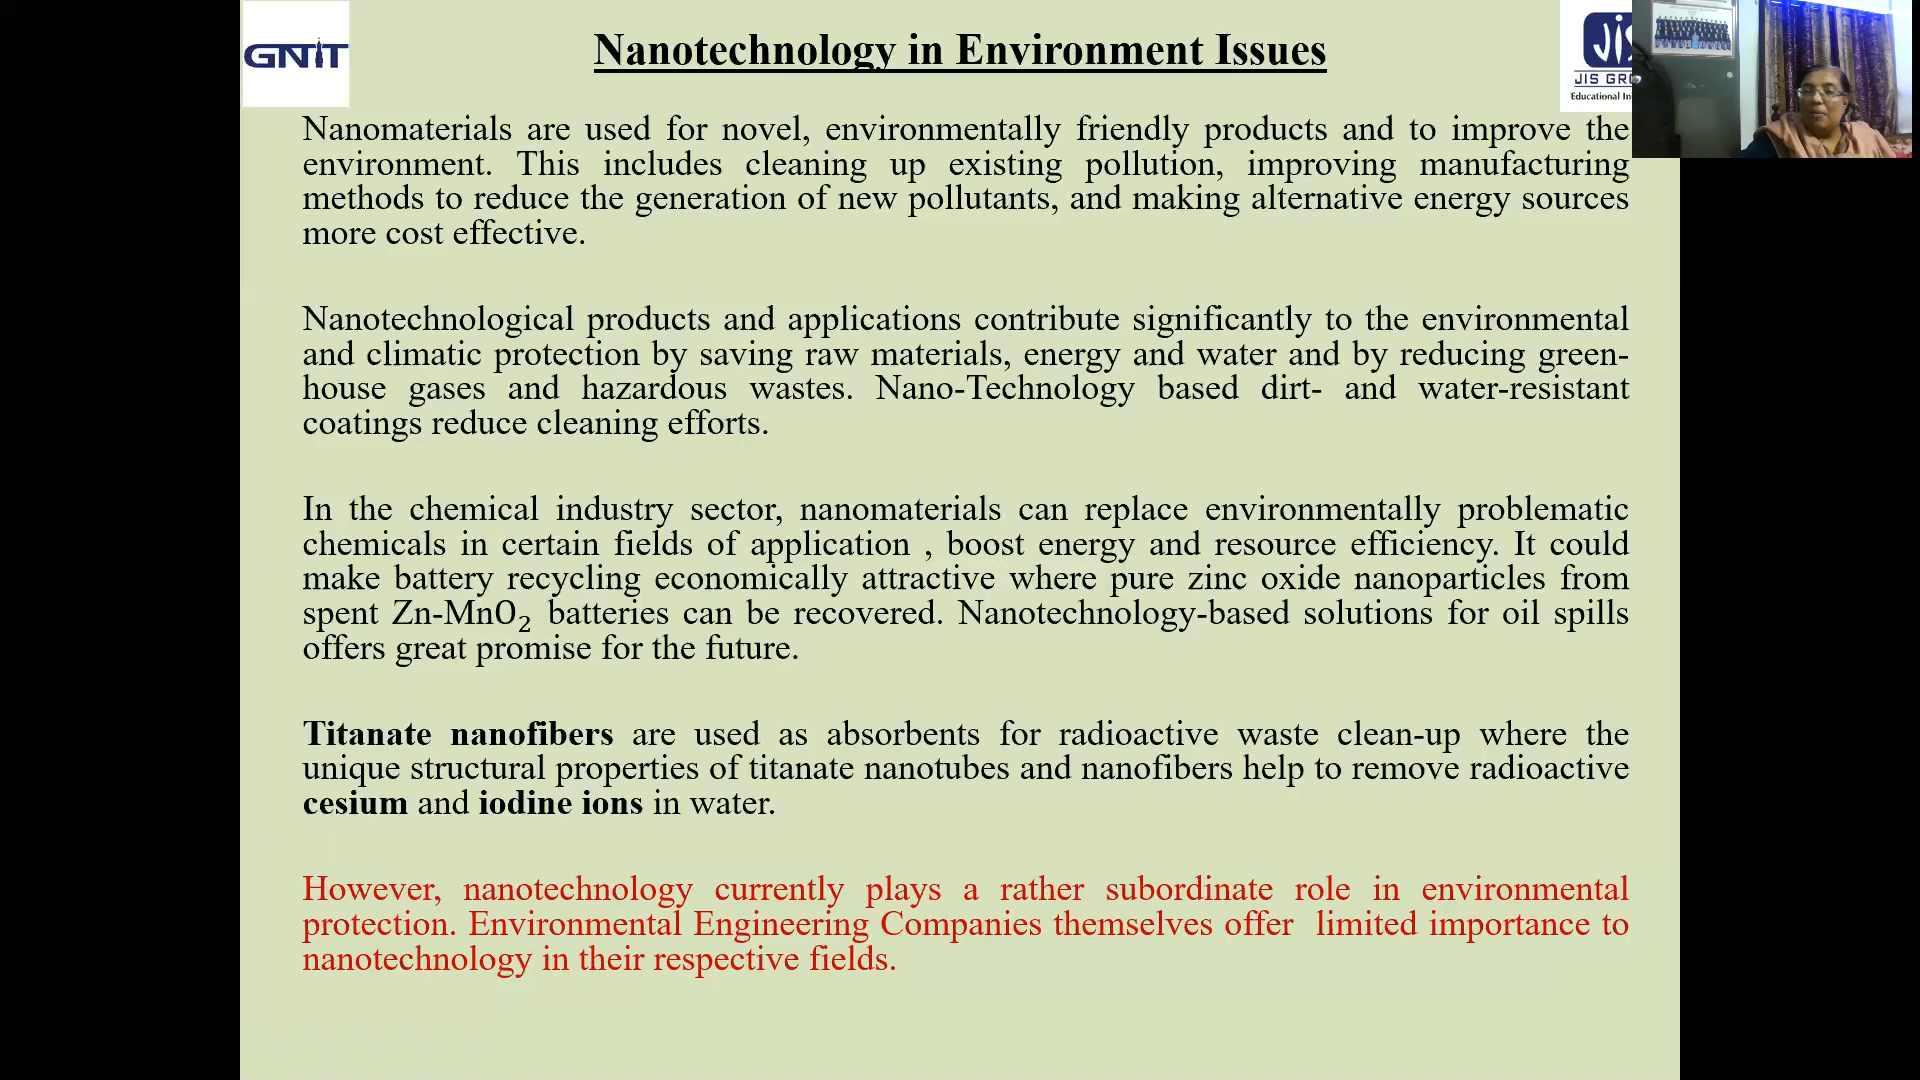 GNIT
Nanotechnology in Environment Issues
JIS GRO
Educational In
Nanomaterials are used for novel, environmentally friendly products and to improve the
environment. This includes cleaning up existing pollution, improving manufacturing
methods to reduce the generation of new pollutants, and making alternative energy sources
more cost effective.
Nanotechnological products and applications contribute significantly to the environmental
and climatic protection by saving raw materials, energy and water and by reducing green-
house gases and hazardous wastes. Nano-Technology based dirt- and water-resistant
coatings reduce cleaning efforts.
In the chemical industry sector, nanomaterials can replace environmentally problematic
chemicals in certain fields of application , boost energy and resource efficiency. It could
make battery recycling economically attractive where pure zinc oxide nanoparticles from
spent Zn-MnO₂ batteries can be recovered. Nanotechnology-based solutions for oil spills
offers great promise for the future.
Titanate nanofibers are used as absorbents for radioactive waste clean-up where the
unique structural properties of titanate nanotubes and nanofibers help to remove radioactive
cesium and iodine ions in water.
However, nanotechnology currently plays a rather subordinate role in environmental
protection. Environmental Engineering Companies themselves offer limited importance to
nanotechnology in their respective fields.